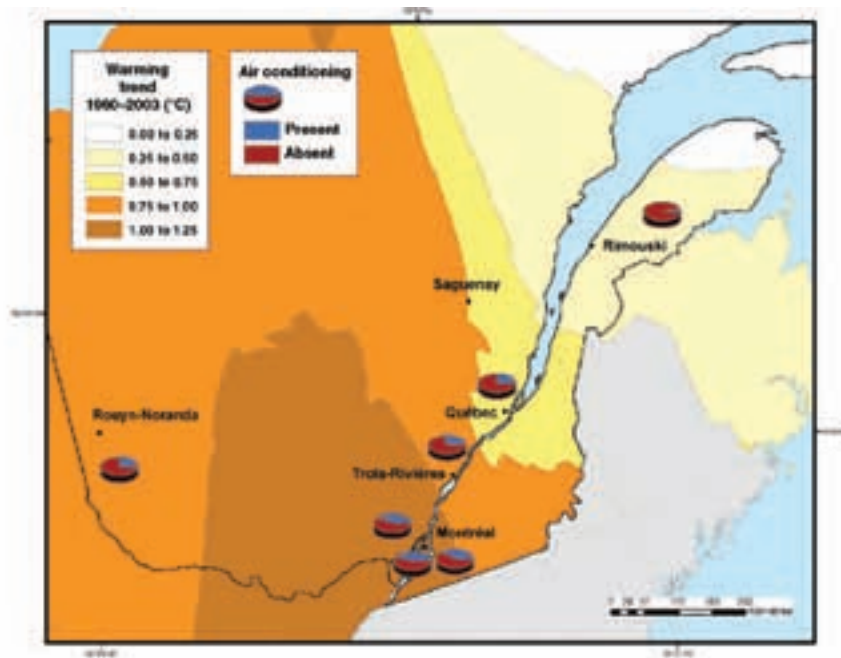 Warming
trend
1960–2003 (°C)
0.00 to 0.25
0.25 to 0.50
0.50 to 0.75
0.75 to 1.00
1.00 to 1.25
Air conditioning
Present
Absent
Rimouski
Saguenay
Québec
Rouyn-Noranda
Trois-Rivières
Montréal